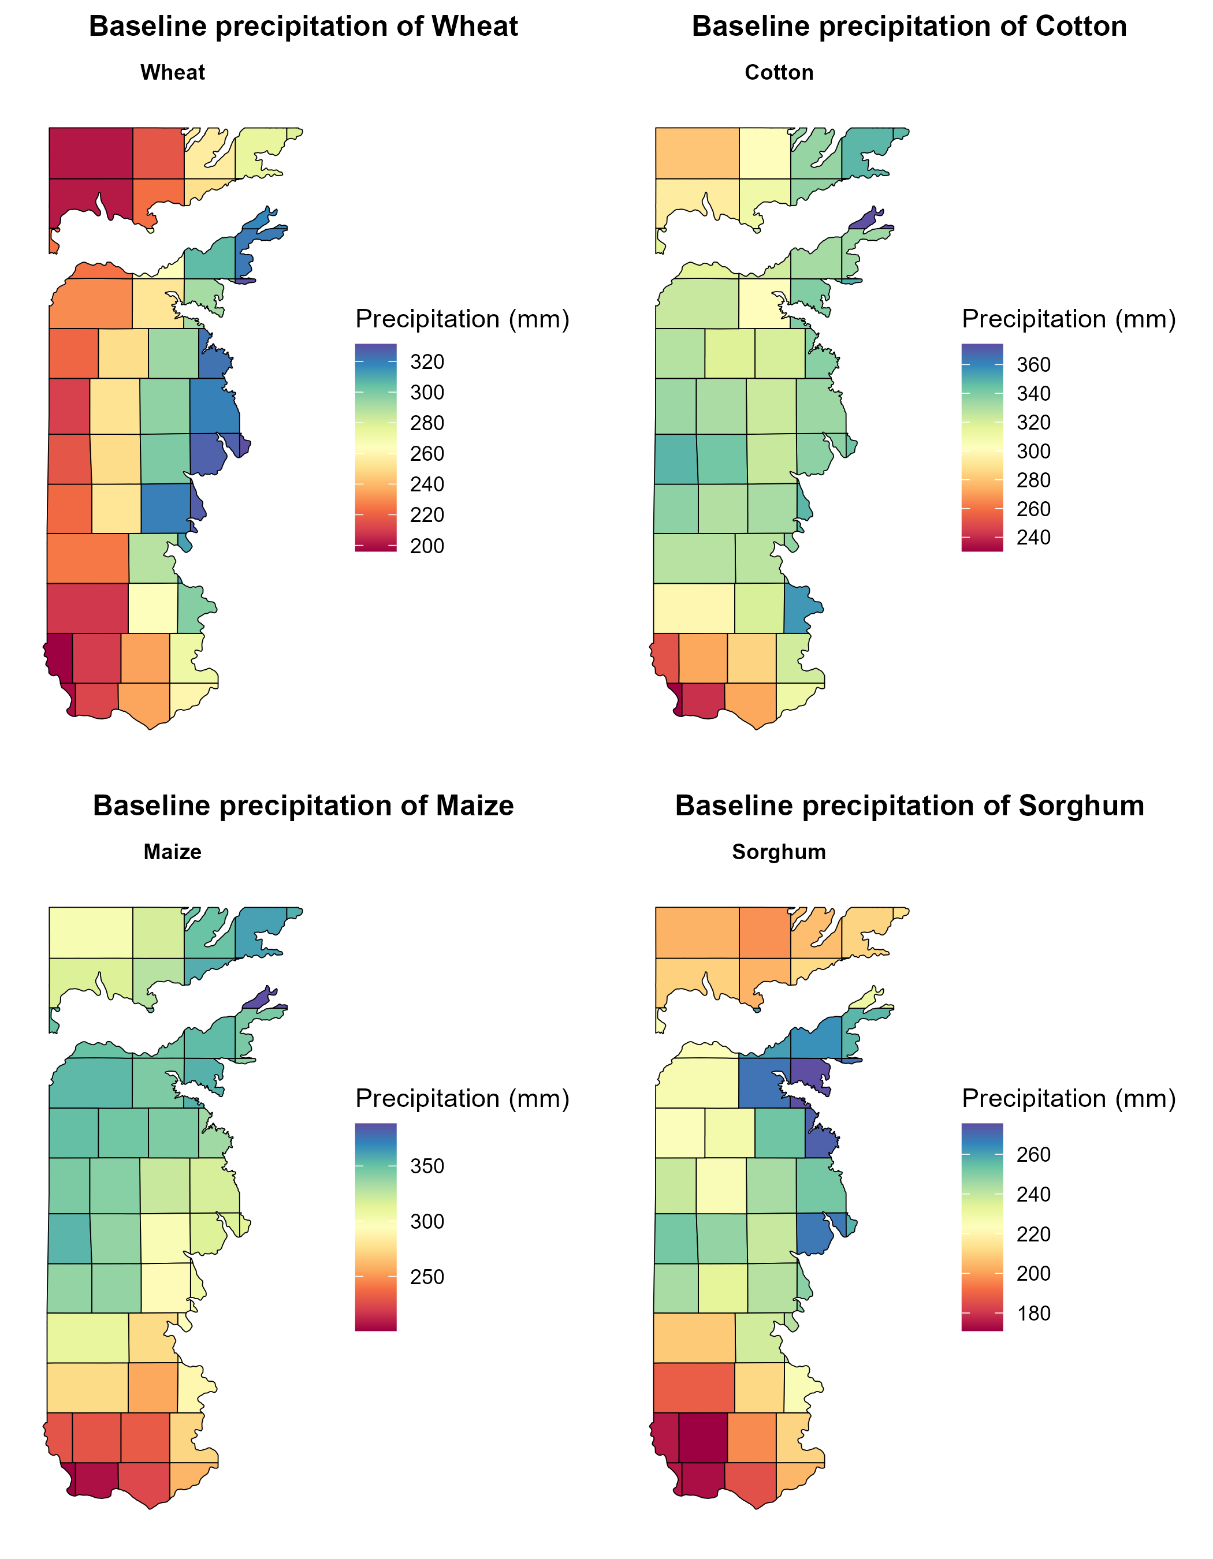 Baseline precipitation of Wheat
Wheat
Precipitation (mm)
320
300
280
260
240
220
200
Baseline precipitation of Cotton
Cotton
Precipitation (mm)
360
340
320
300
280
260
240
Baseline precipitation of Maize
Maize
Precipitation (mm)
350
300
250
Baseline precipitation of Sorghum
Sorghum
Precipitation (mm)
260
240
220
200
180